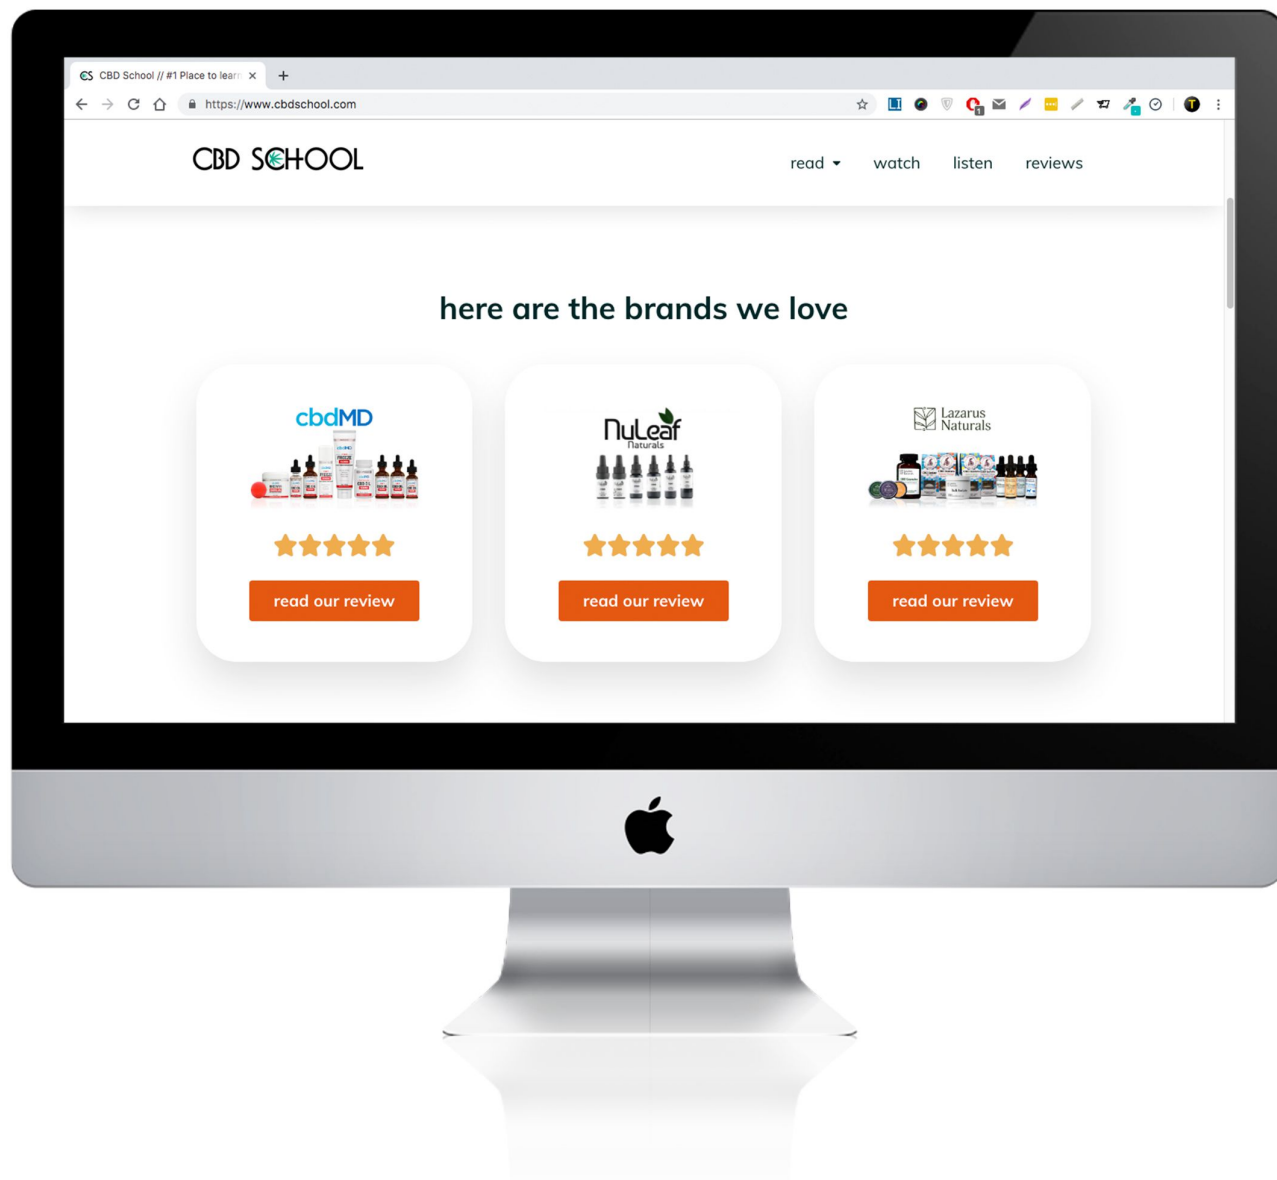 CBD School // #1 Place to lear
https://www.cbdschool.com
CBD SCHOOL
read
watch
listen
reviews
here are the brands we love
cbdMD
NuLeaf
Naturals
Lazarus
Naturals
read our review
read our review
read our review